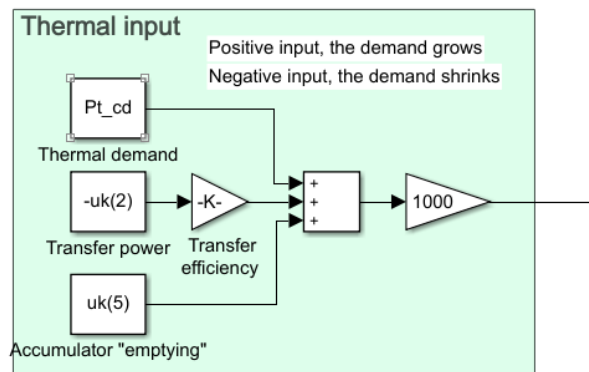 Thermal input
Positive input, the demand grows
Negative input, the demand shrinks
Pt_cd
Thermal demand
-uk(2)
-K-
Transfer power
Transfer
efficiency
+
+
+
1000
uk(5)
Accumulator "emptying"